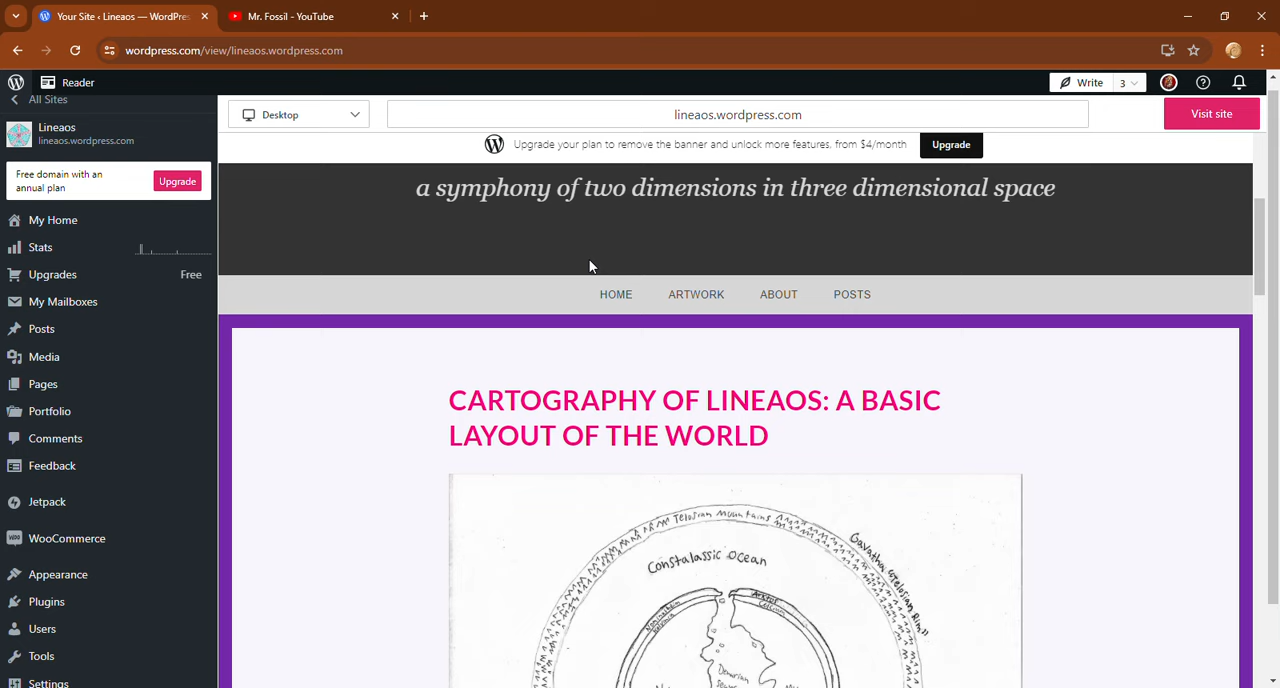 Your Site ‹ Lineaos — WordPres
Mr. Fossil - YouTube
wordpress.com/view/lineaos.wordpress.com
Reader
Write
3
All Sites
Lineaos
lineaos.wordpress.com
Desktop
lineaos.wordpress.com
Visit site
Free domain with an
annual plan
Upgrade
Upgrade your plan to remove the banner and unlock more features, from $4/month
Upgrade
a symphony of two dimensions in three dimensional space
My Home
Stats
Upgrades
Free
My Mailboxes
Posts
Media
Pages
Portfolio
Comments
Feedback
Jetpack
WooCommerce
Appearance
Plugins
Users
Tools
Settings
HOME
ARTWORK
ABOUT
POSTS
CARTOGRAPHY OF LINEAOS: A BASIC
LAYOUT OF THE WORLD
Telosian Mountains
Constalassic Ocean